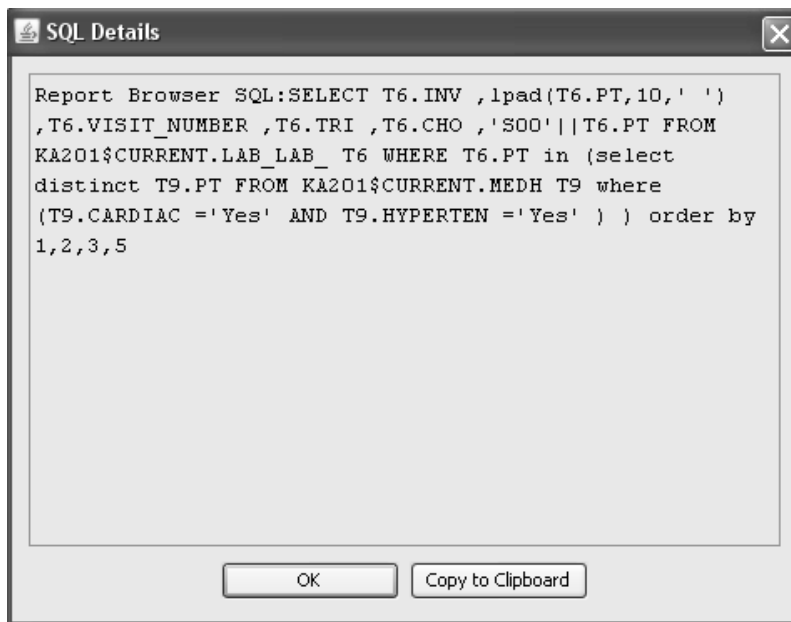 SQL Details
Report Browser SQL:SELECT T6.INV ,lpad(T6.PT,10,' ')
,T6.VISIT_NUMBER ,T6.TRI ,T6.CHO ,'S00'||T6.PT FROM
KA201$CURRENT.LAB_LAB_ T6 WHERE T6.PT in (select
distinct T9.PT FROM KA201$CURRENT.MEDH T9 where
(T9.CARDIAC ='Yes' AND T9.HYPERTEN ='Yes' ) ) order by
1,2,3,5
OK
Copy to Clipboard